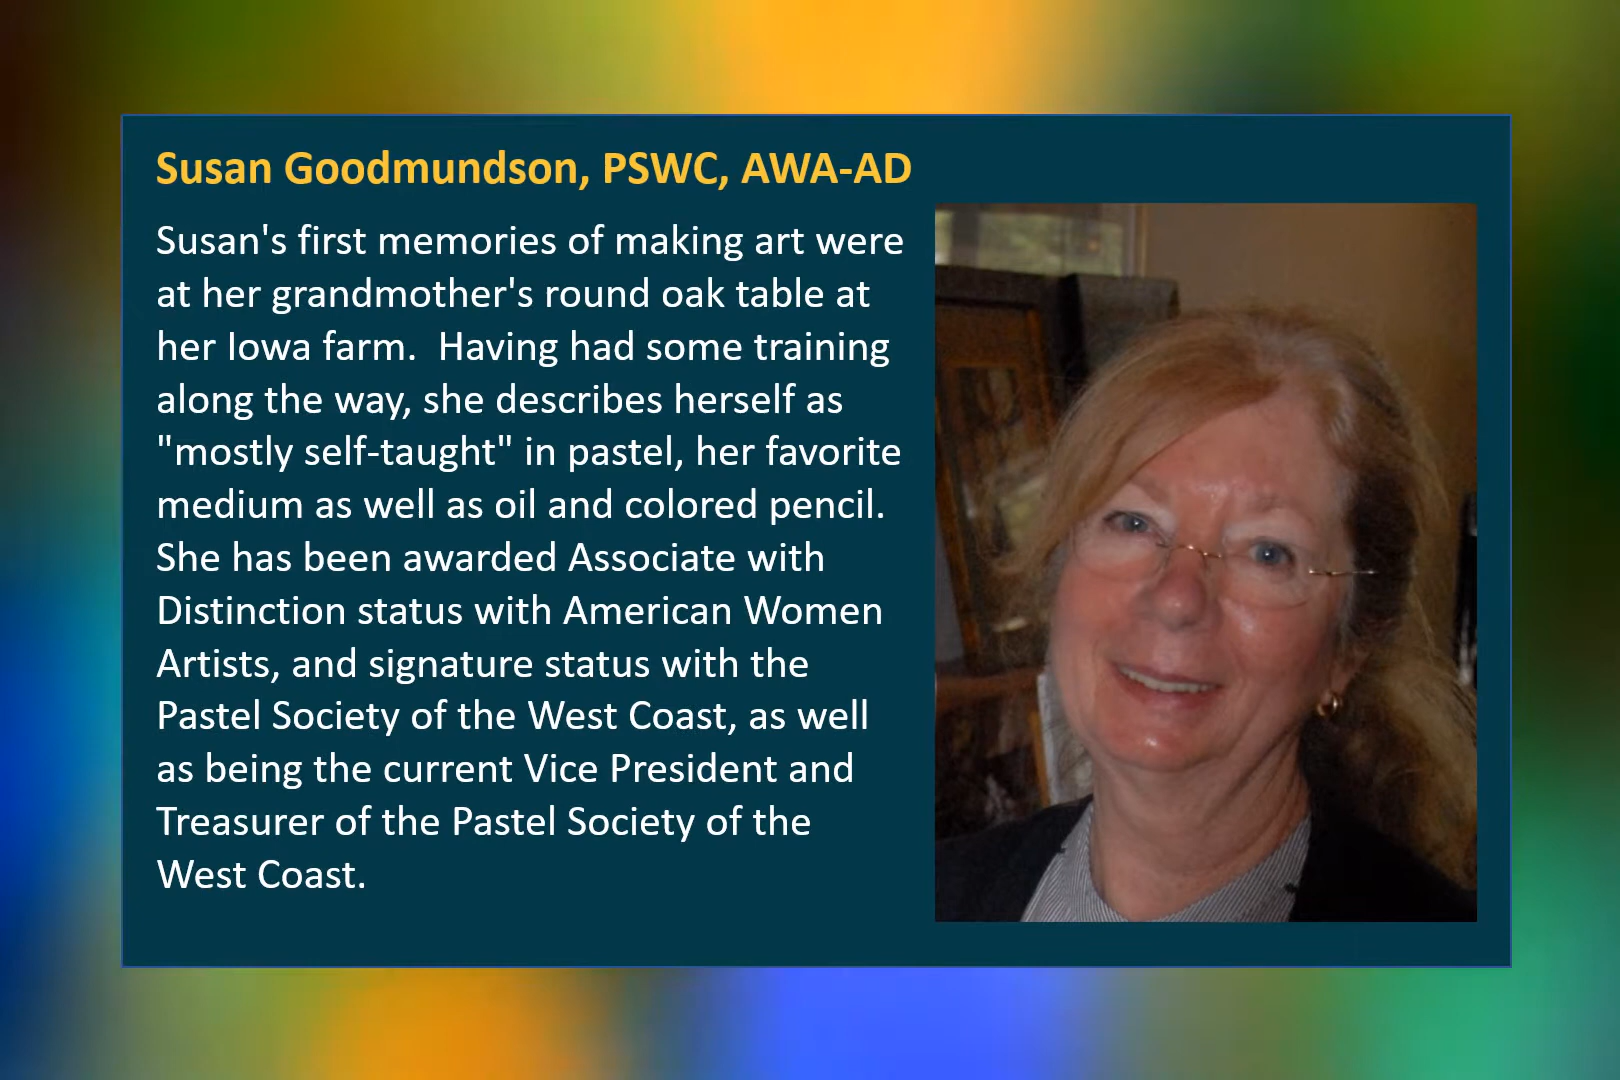 Susan Goodmundson, PSWC, AWA-AD
Susan's first memories of making art were
at her grandmother's round oak table at
her Iowa farm.  Having had some training
along the way, she describes herself as
"mostly self-taught" in pastel, her favorite
medium as well as oil and colored pencil.
She has been awarded Associate with
Distinction status with American Women
Artists, and signature status with the
Pastel Society of the West Coast, as well
as being the current Vice President and
Treasurer of the Pastel Society of the
West Coast.